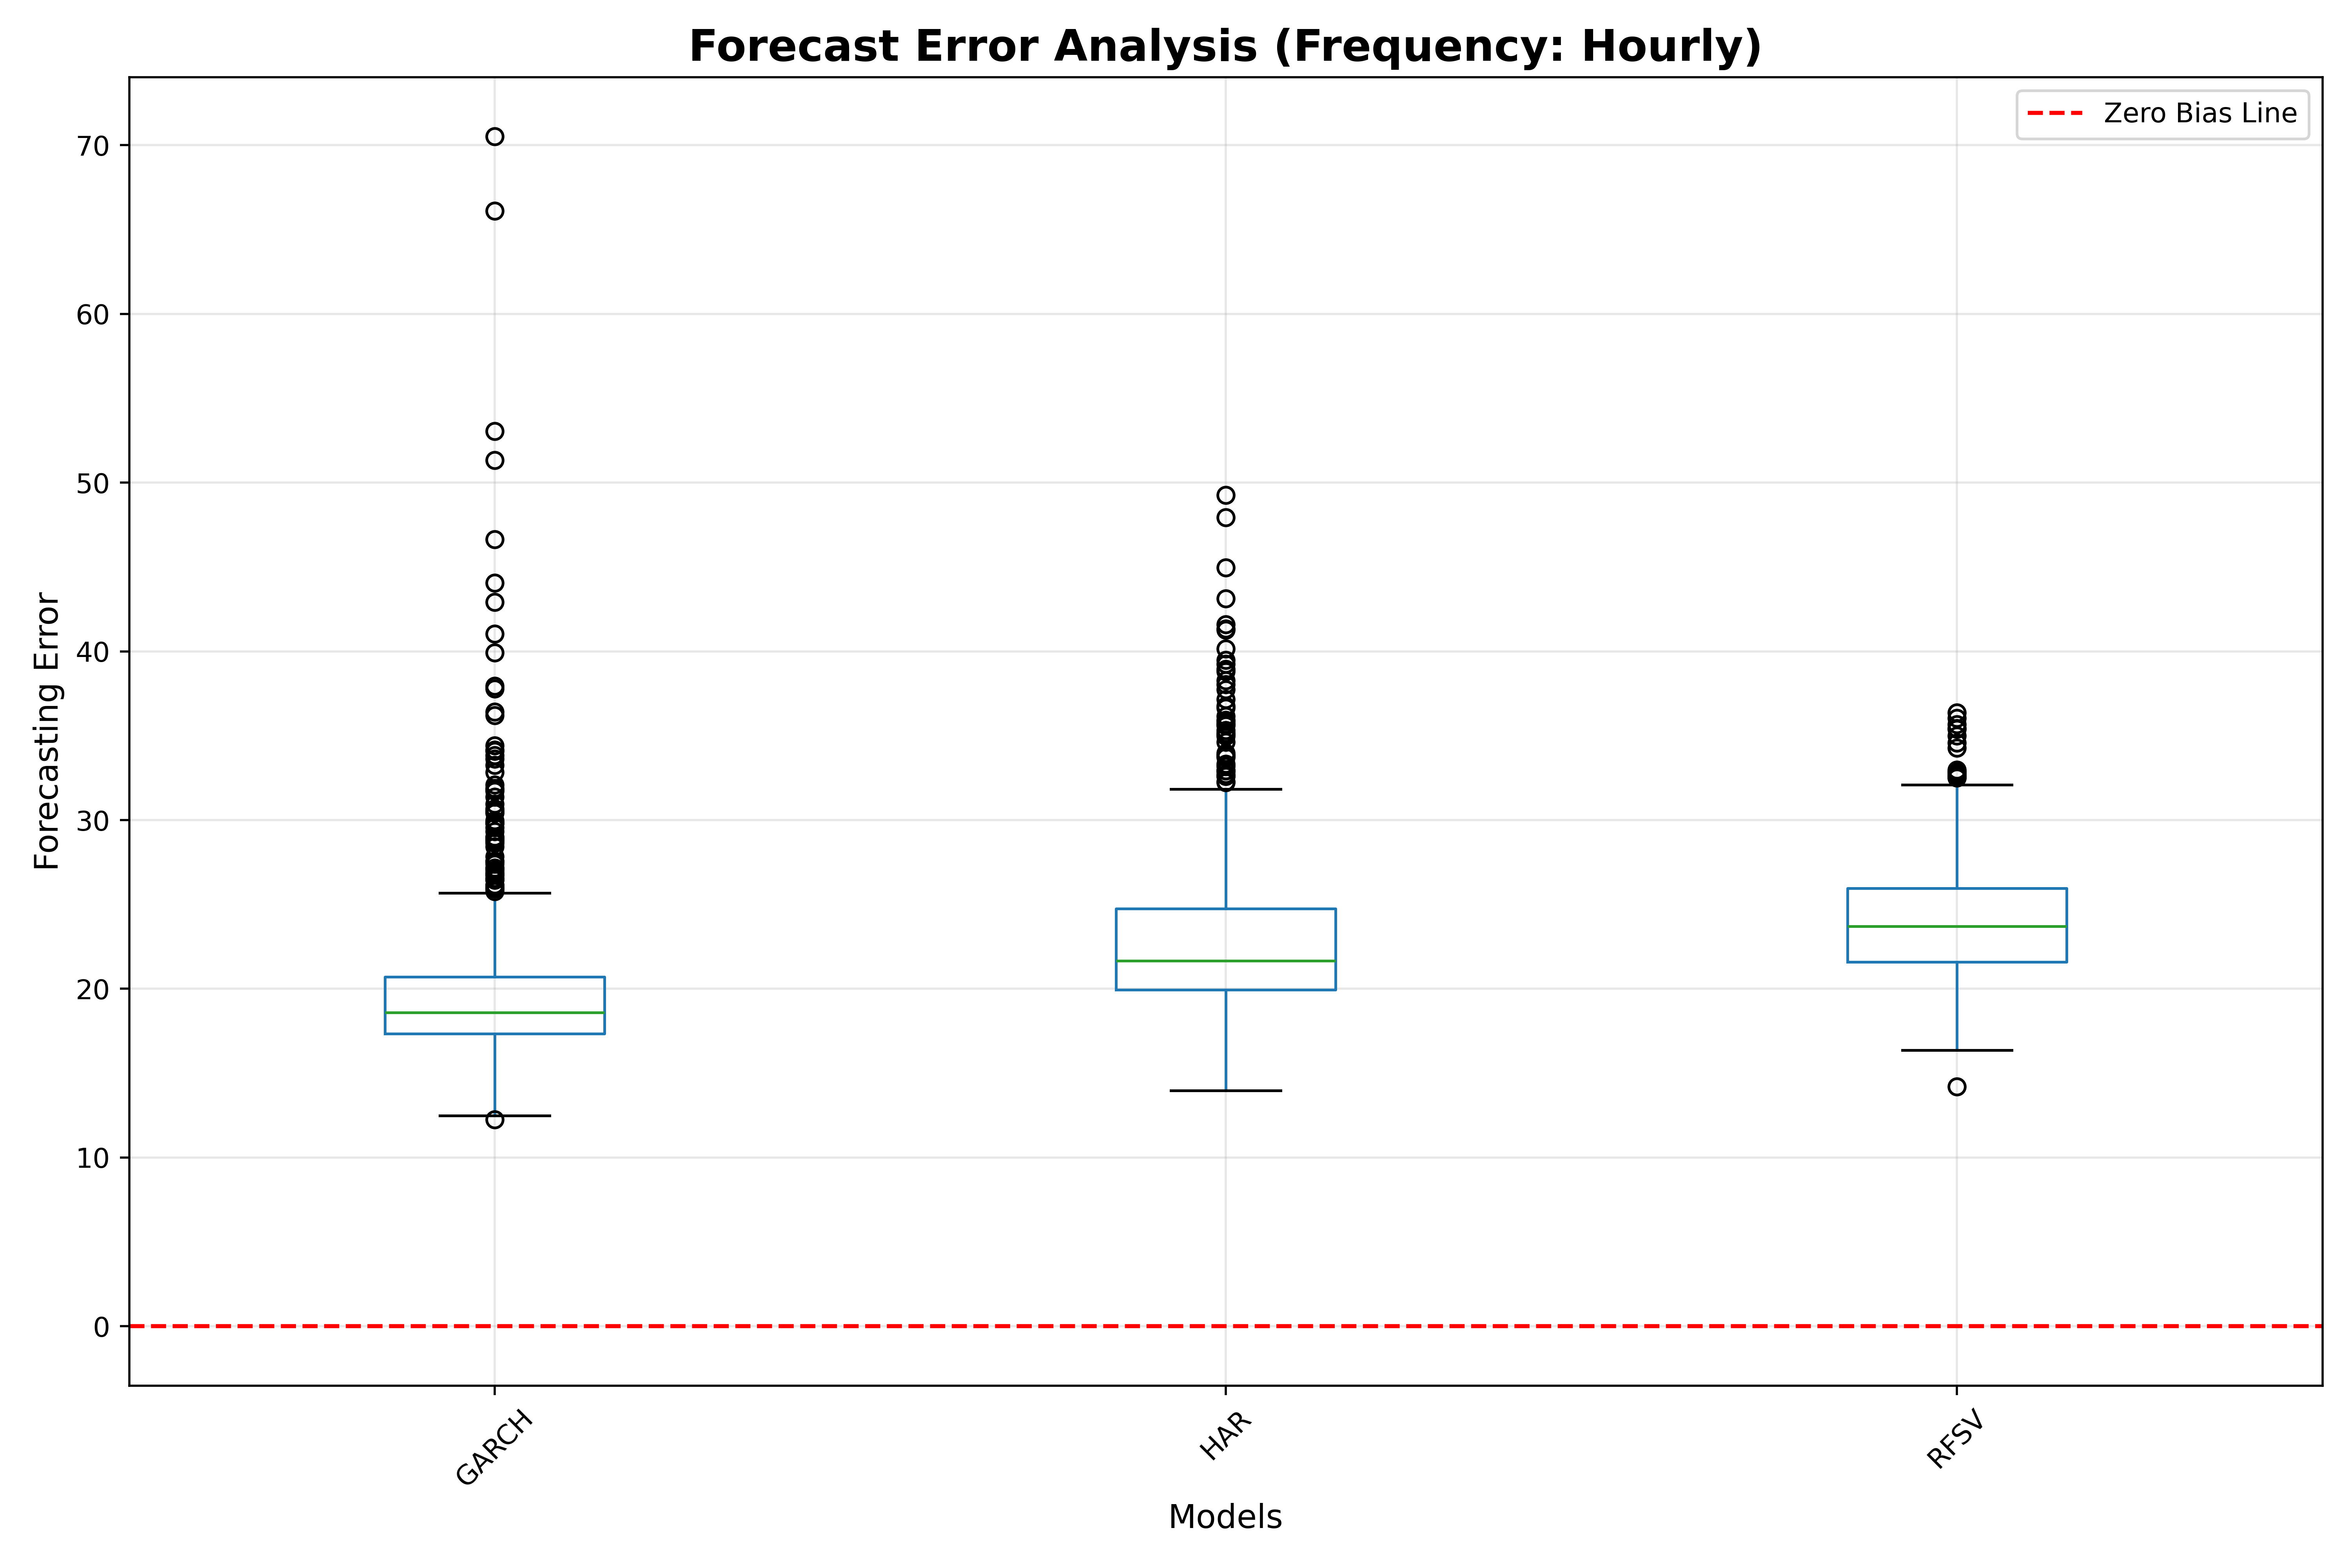 Forecast Error Analysis (Frequency: Hourly)
Zero Bias Line
70
60
50
40
30
20
10
0
Forecasting Error
GARCH
HAR
RFSV
Models